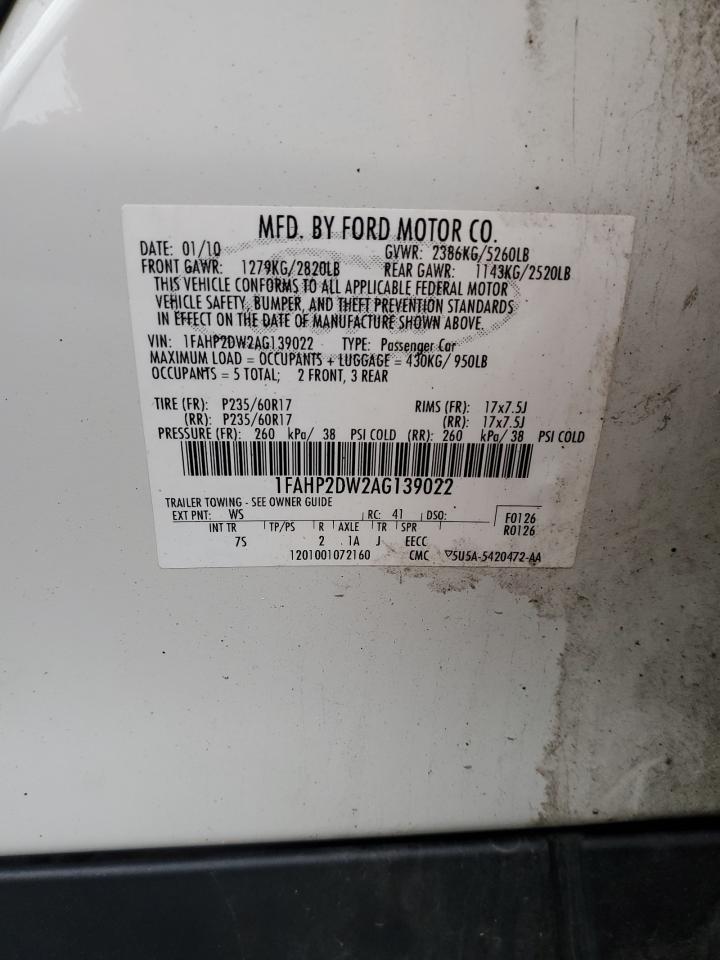 MFD. BY FORD MOTOR CO.
DATE: 01/10 GVWR: 2386KG/5260LB
FRONT GAWR: 1279KG/2820LB REAR GAWR: 1143KG/2520LB
THIS VEHICLE CONFORMS TO ALL APPLICABLE FEDERAL MOTOR
VEHICLE SAFETY, BUMPER, AND THEFT PREVENTION STANDARDS
IN EFFECT ON THE DATE OF MANUFACTURE SHOWN ABOVE.
VIN: 1FAHP2DW2AG139022 TYPE: Passenger Car
MAXIMUM LOAD = OCCUPANTS + LUGGAGE = 430KG/ 950LB
OCCUPANTS = 5 TOTAL; 2 FRONT, 3 REAR
TIRE (FR): P235/60R17 RIMS (FR): 17x7.5J
(RR): P235/60R17 (RR): 17x7.5J
PRESSURE (FR): 260 kPa/ 38 PSI COLD (RR): 260 kPa/ 38 PSI COLD
1FAHP2DW2AG139022
TRAILER TOWING - SEE OWNER GUIDE
EXT PNT: WS RC: 41 DSO: F0126
INT TR TP/PS R AXLE TR SPR R0126
7S 2 1A J EECC
1201001072160 CMC ▽5U5A-5420472-AA